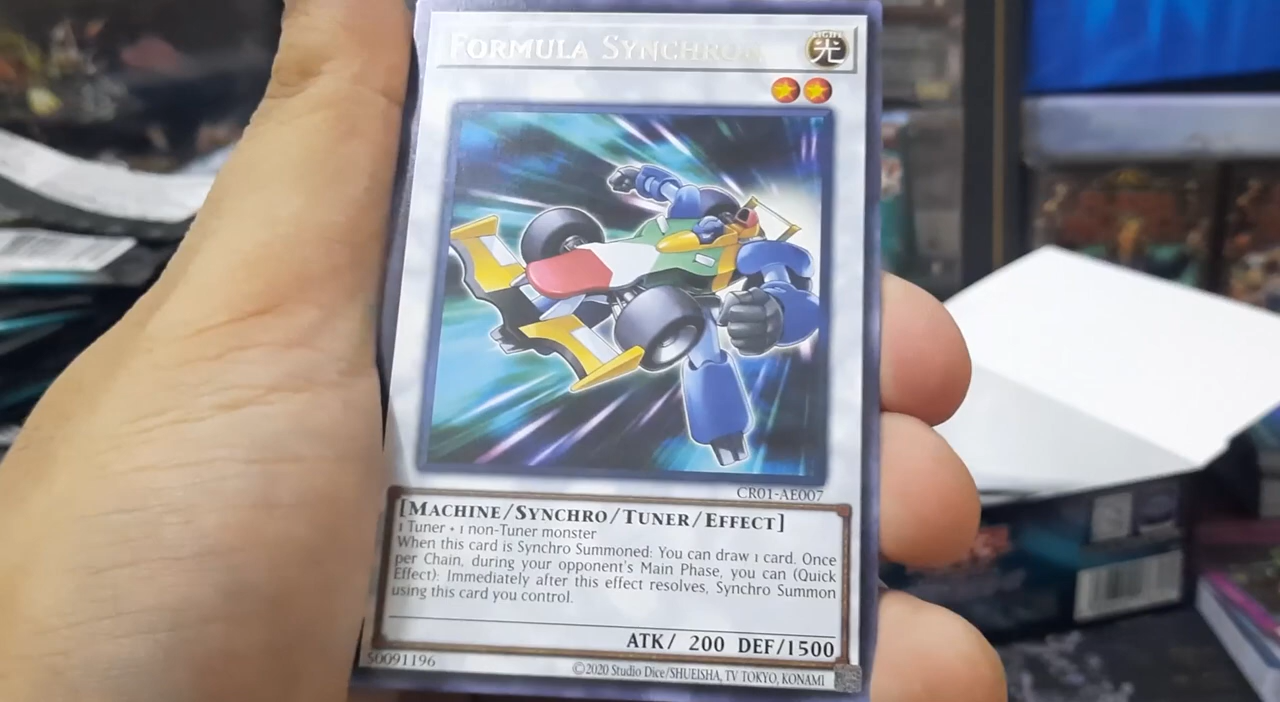 FORMULA SYNCHRON
LIGHT
光
CR01-AE007
[MACHINE/SYNCHRO/TUNER/EFFECT]
1 Tuner + 1 non-Tuner monster
When this card is Synchro Summoned: You can draw 1 card. Once
per Chain, during your opponent's Main Phase, you can (Quick
Effect): Immediately after this effect resolves, Synchro Summon
using this card you control.
ATK/ 200 DEF/1500
50091196
©2020 Studio Dice/SHUEISHA, TV TOKYO, KONAMI